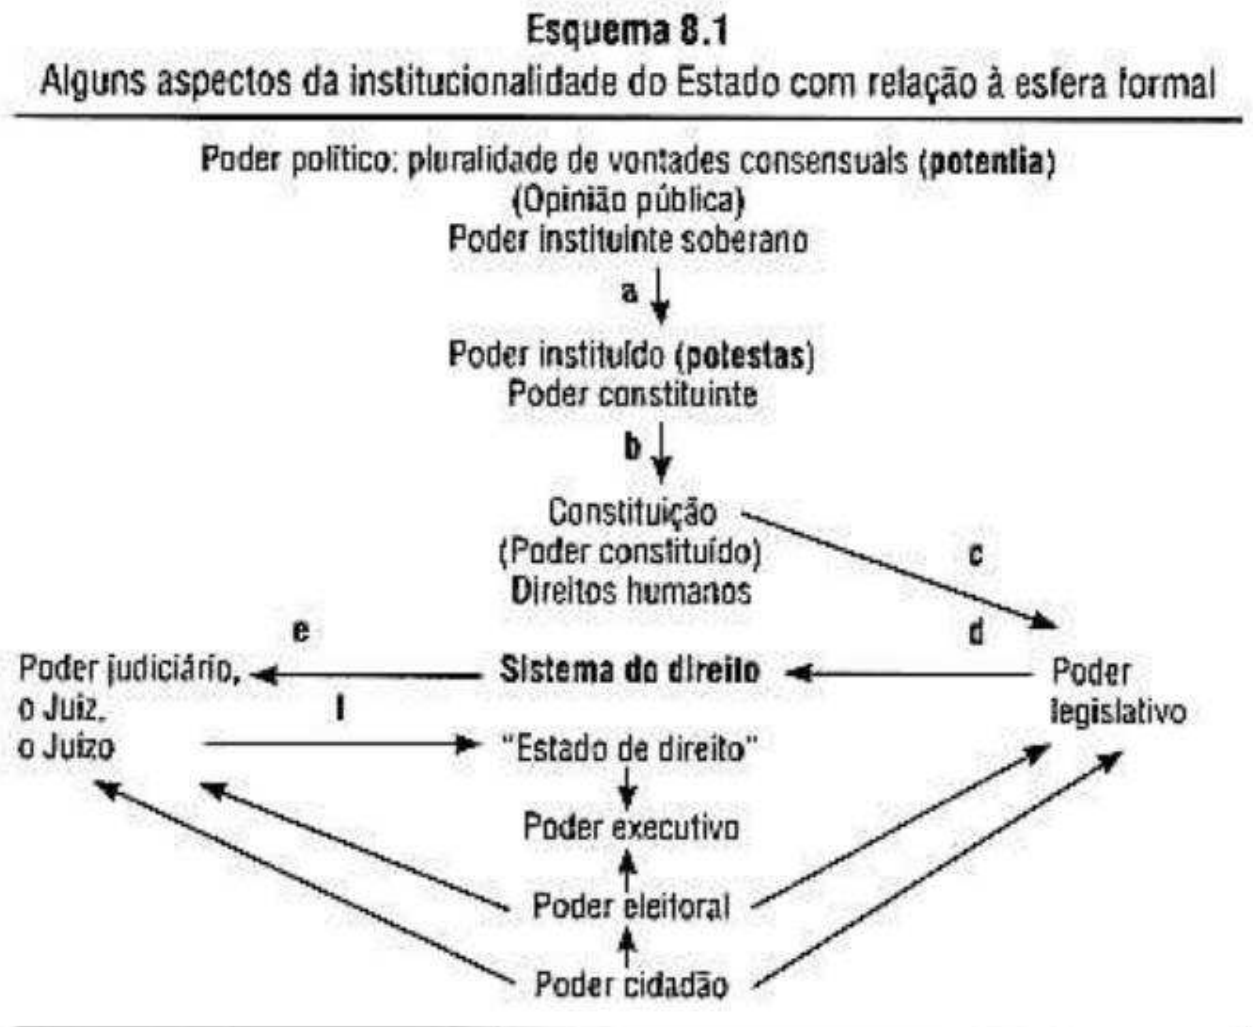 Esquema 8.1
Alguns aspectos da institucionalidade do Estado com relação à esfera formal
Poder político: pluralidade de vontades consensuais (potentia)
(Opinião pública)
Poder instituinte soberano
a
Poder instituído (potestas)
Poder constituinte
b
Constituição
(Poder constituído)
Direitos humanos
c
d
e
Poder judiciário,
o Juiz,
o Juízo
Sistema do direito
Poder
legislativo
f
"Estado de direito"
Poder executivo
Poder eleitoral
Poder cidadão